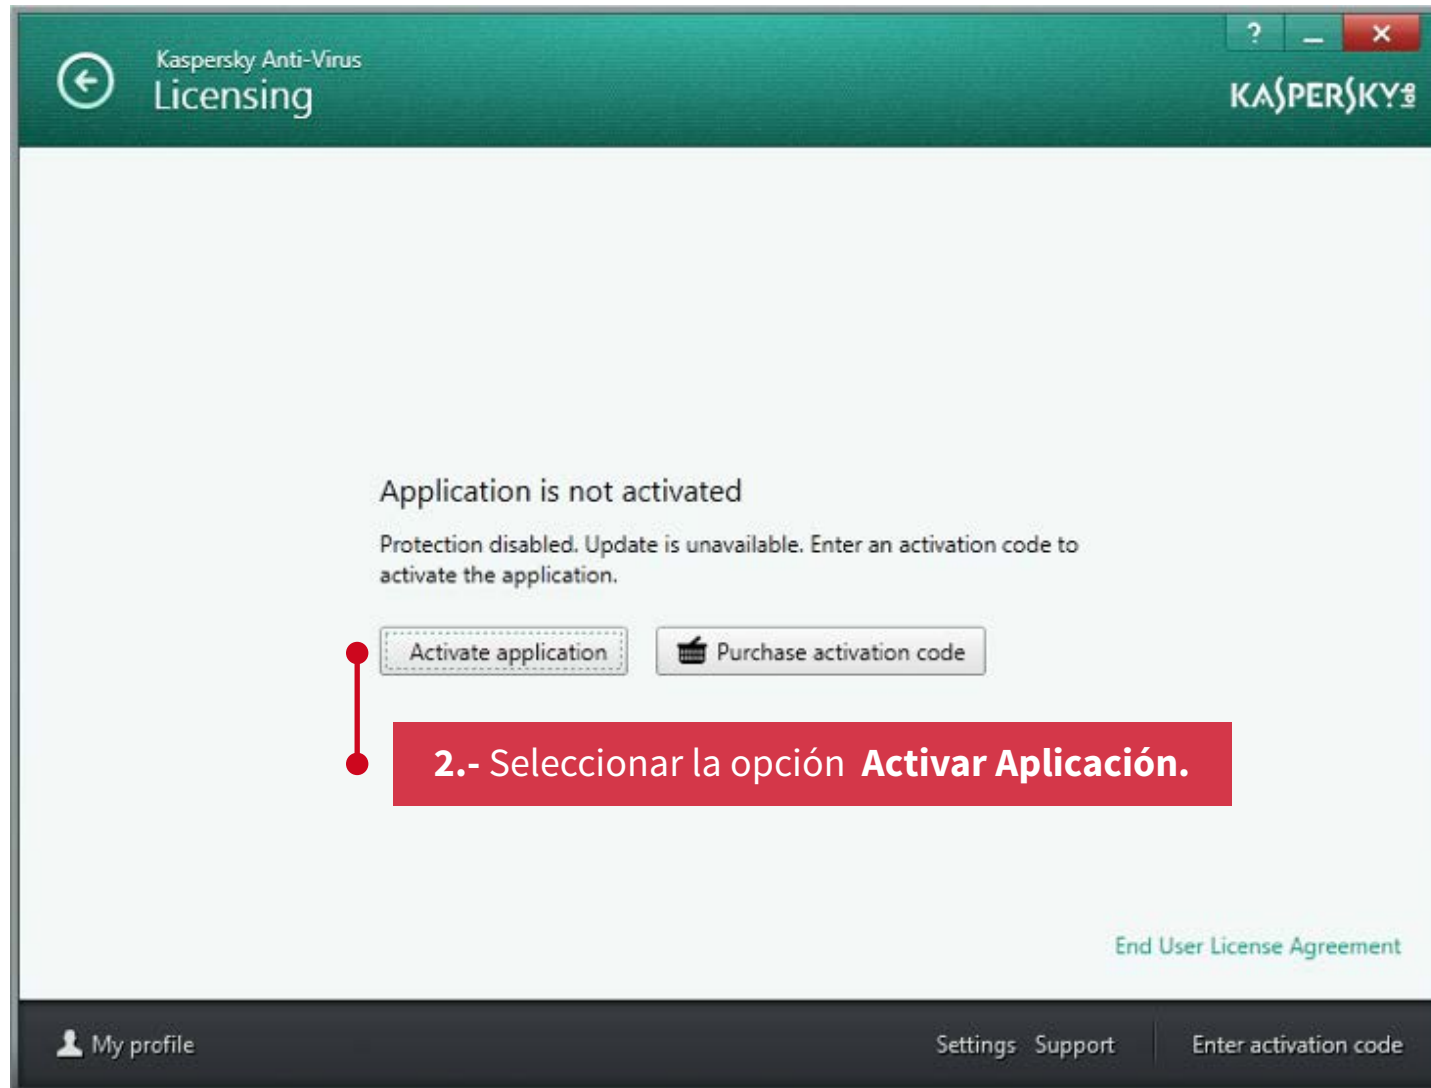 Kaspersky Anti-Virus
Licensing
?
KASPERSKY lab
Application is not activated
Protection disabled. Update is unavailable. Enter an activation code to
activate the application.
Activate application
Purchase activation code
2.- Seleccionar la opción Activar Aplicación.
End User License Agreement
My profile
Settings
Support
Enter activation code